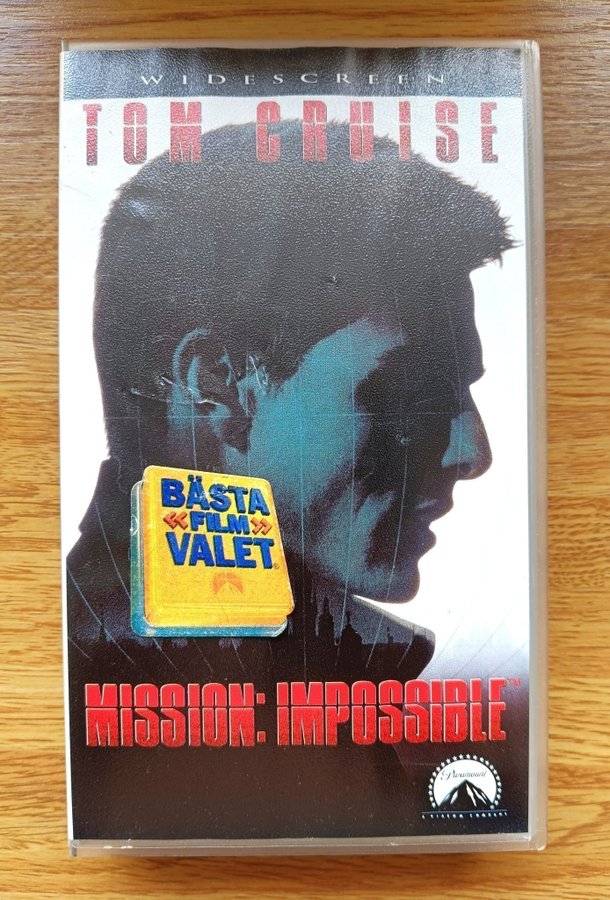 WIDESCREEN
TOM CRUISE
BÄSTA
«FILM»
VALET®
MISSION: IMPOSSIBLE™
Paramount